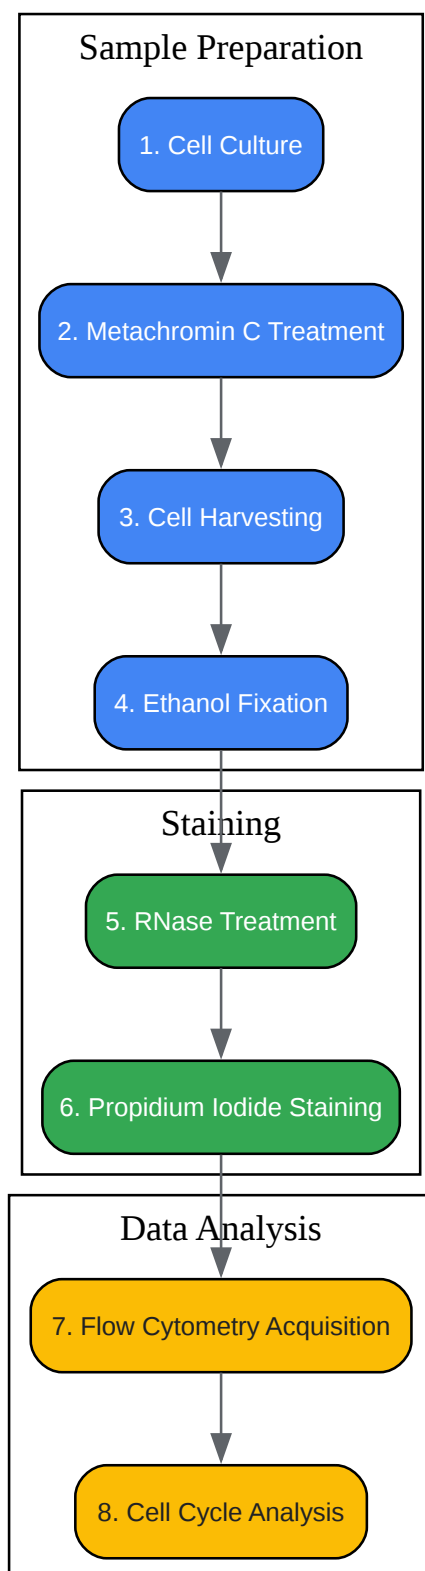 Sample Preparation
1. Cell Culture
2. Metachromin C Treatment
3. Cell Harvesting
4. Ethanol Fixation
Staining
5. RNase Treatment
6. Propidium Iodide Staining
Data Analysis
7. Flow Cytometry Acquisition
8. Cell Cycle Analysis